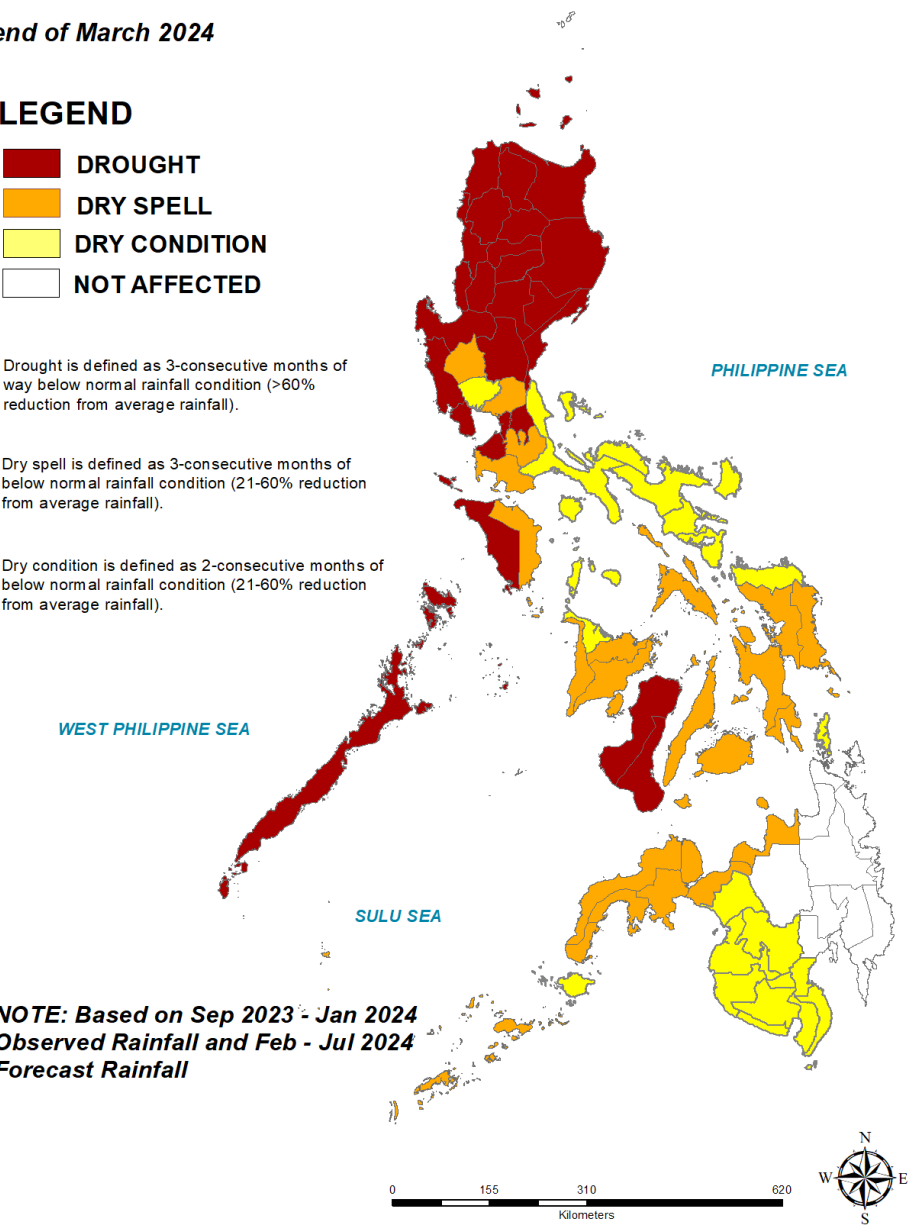 end of March 2024
LEGEND
DROUGHT
DRY SPELL
DRY CONDITION
NOT AFFECTED
Drought is defined as 3-consecutive months of
way below normal rainfall condition (>60%
reduction from average rainfall).
Dry spell is defined as 3-consecutive months of
below normal rainfall condition (21-60% reduction
from average rainfall).
Dry condition is defined as 2-consecutive months of
below normal rainfall condition (21-60% reduction
from average rainfall).
PHILIPPINE SEA
WEST PHILIPPINE SEA
SULU SEA
NOTE: Based on Sep 2023 - Jan 2024
Observed Rainfall and Feb - Jul 2024
Forecast Rainfall
N
W E
S
0 155 310 620
Kilometers